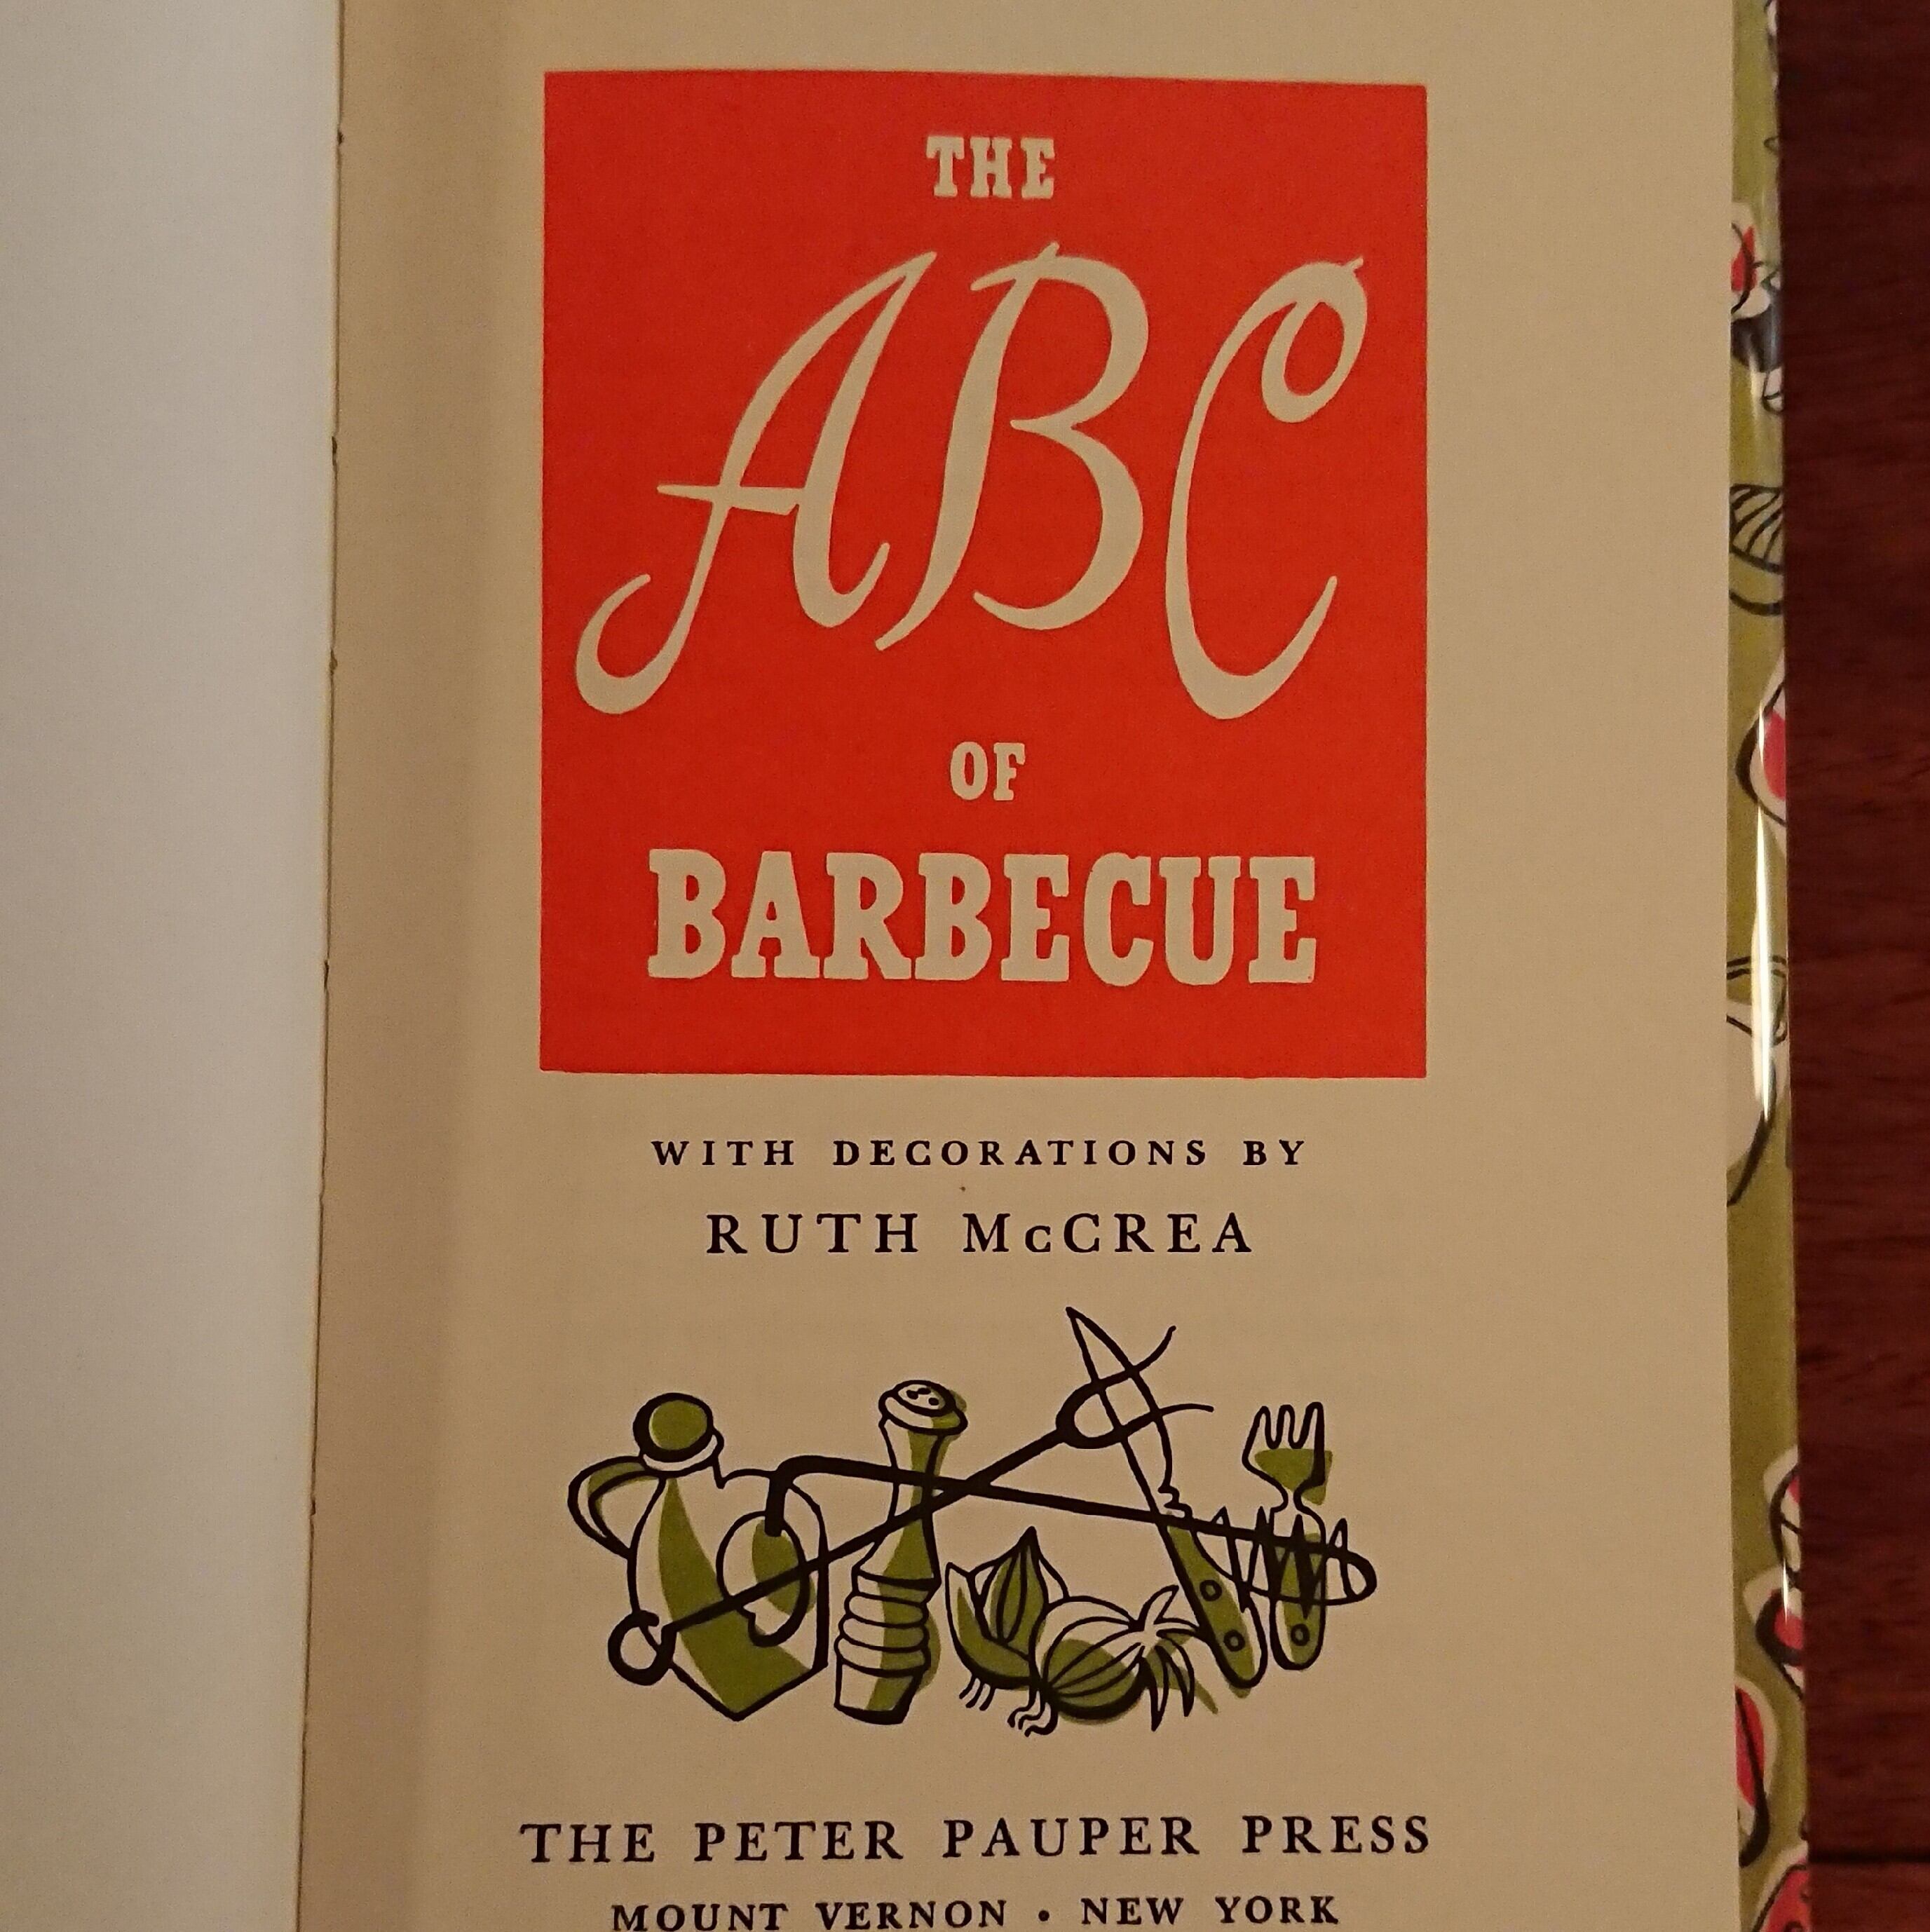 THE
ABC
OF
BARBECUE
WITH DECORATIONS BY
RUTH McCREA
THE PETER PAUPER PRESS
MOUNT VERNON • NEW YORK